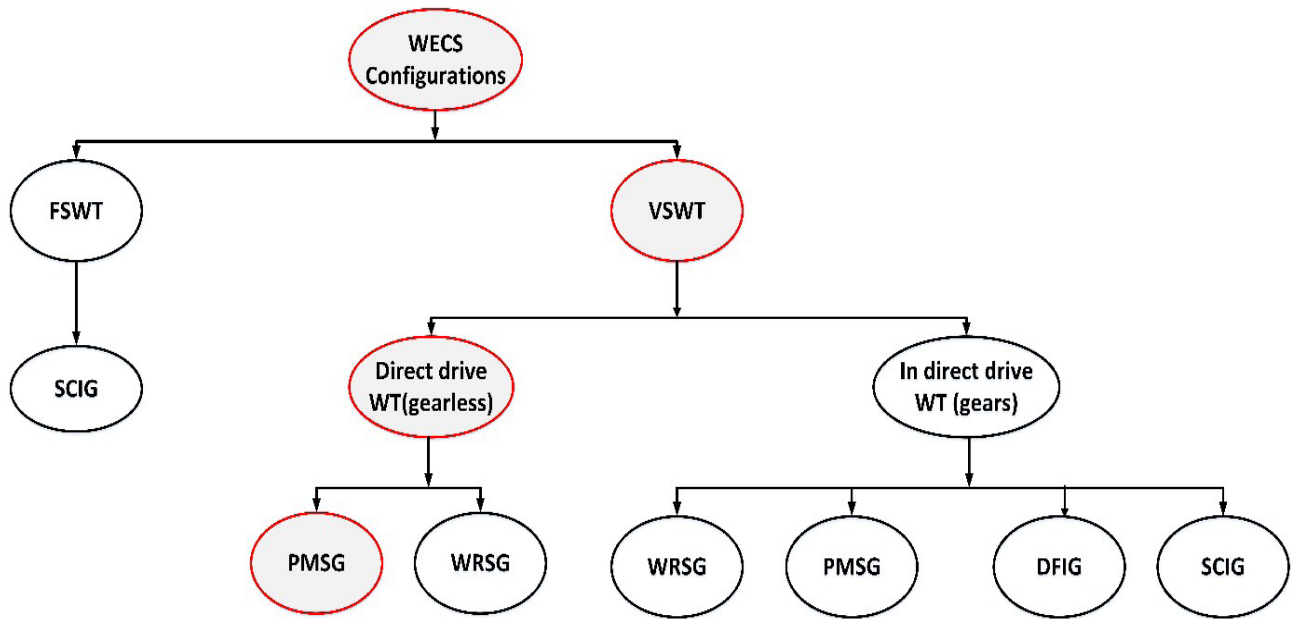 WECS
Configurations
FSWT
VSWT
SCIG
Direct drive
WT(gearless)
In direct drive
WT (gears)
PMSG
WRSG
WRSG
PMSG
DFIG
SCIG